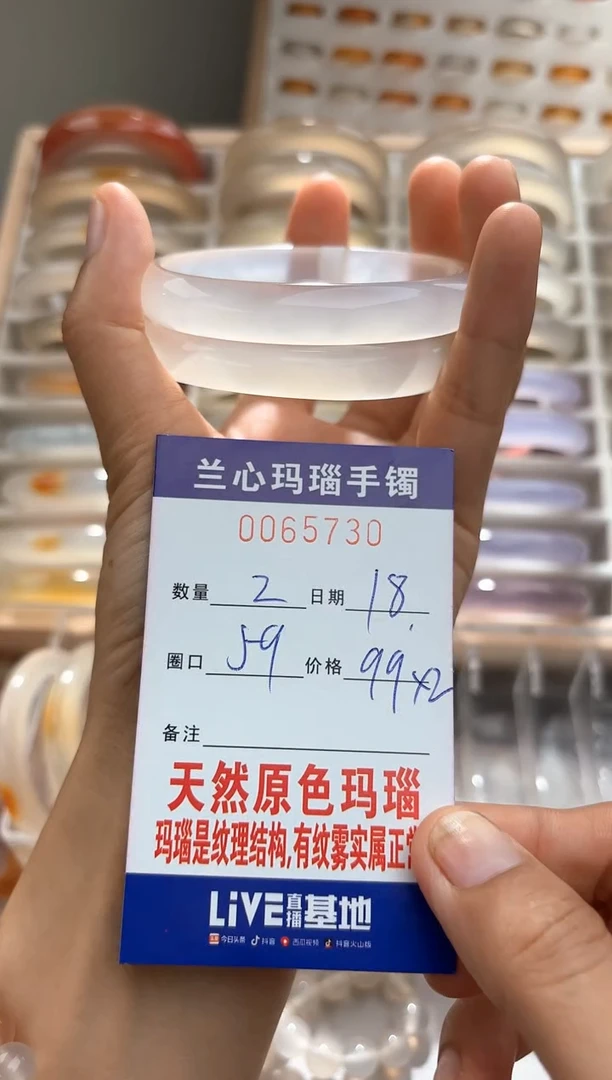 兰心玛瑙手镯
0065730
数量 2 日期 18.
圈口 59 价格 99x2
备注
天然原色玛瑙
玛瑙是纹理结构,有纹雾实属正常
LiVE直播基地
今日头条 抖音 西瓜视频 抖音火山版